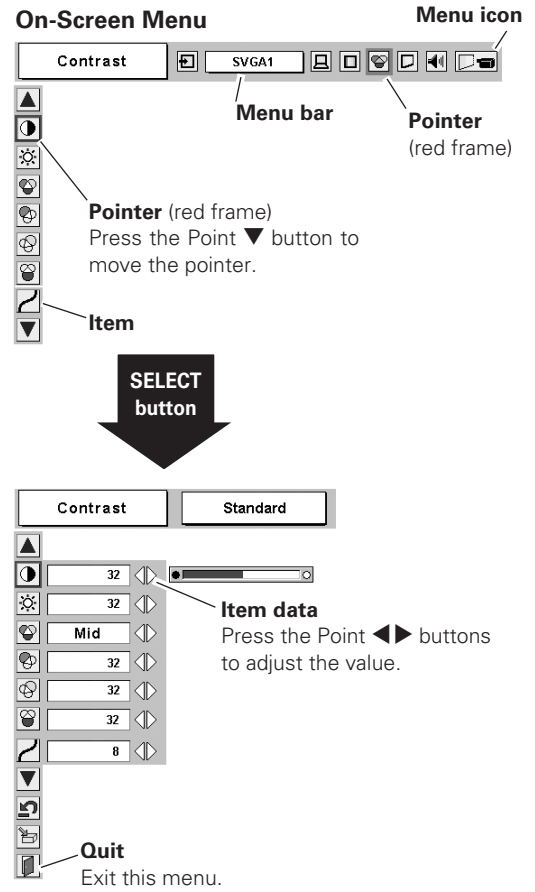 On-Screen Menu
Menu icon
Contrast
SVGA1
Menu bar
Pointer
(red frame)
Pointer (red frame)
Press the Point ▼ button to
move the pointer.
Item
SELECT
button
Contrast
Standard
32
32
Mid
32
32
32
8
Item data
Press the Point ◀▶ buttons
to adjust the value.
Quit
Exit this menu.